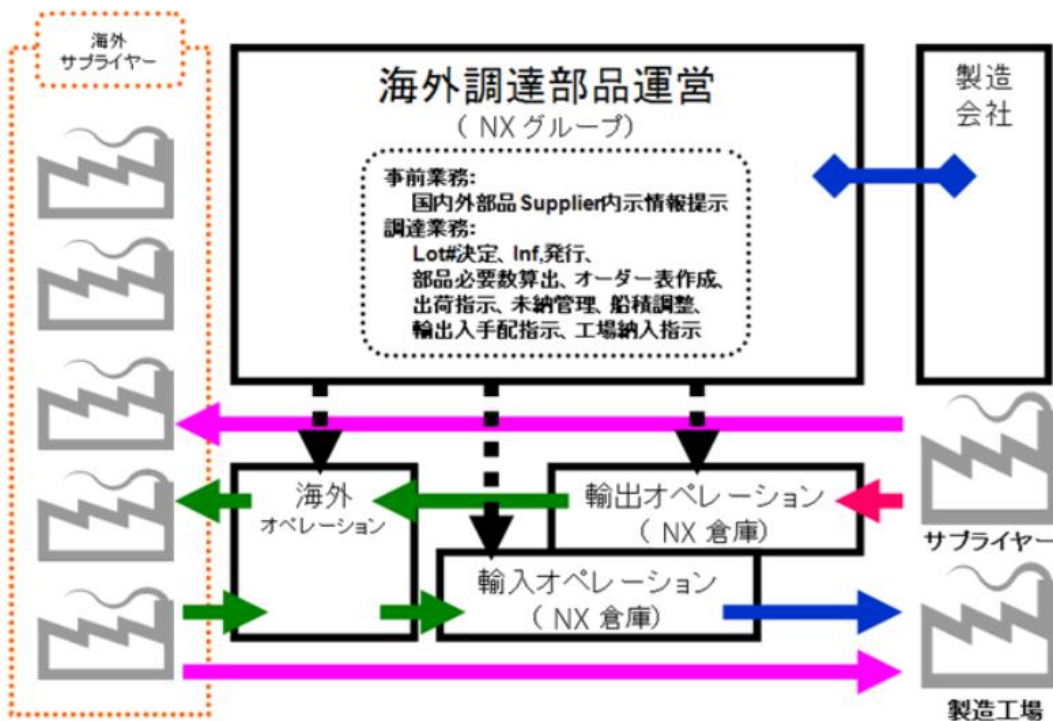 海外
サプライヤー
海外調達部品運営
( NXグループ)
事前業務:
国内外部品Supplier内示情報提示
調達業務:
Lot#決定、Inf,発行、
部品必要数算出、オーダー表作成、
出荷指示、未納管理、船積調整、
輸出入手配指示、工場納入指示
製造
会社
海外
オペレーション
輸出オペレーション
( NX 倉庫)
輸入オペレーション
( NX 倉庫)
サプライヤー
製造工場